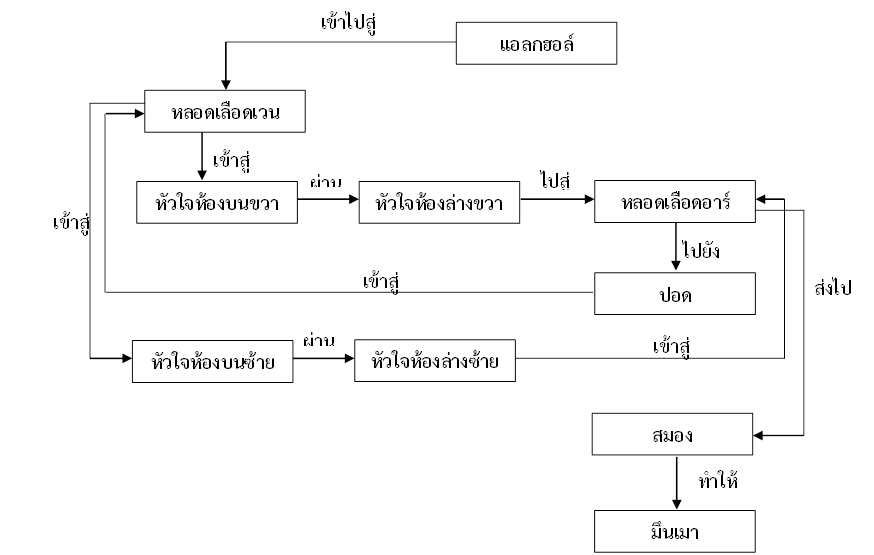 เข้าไปสู่
แอลกฮอล์
หลอดเลือดเวน
เข้าสู่
หัวใจห้องบนขวา
ผ่าน
หัวใจห้องล่างขวา
ไปสู่
หลอดเลือดอาร์
เข้าสู่
ไปยัง
เข้าสู่
ปอด
ส่งไป
หัวใจห้องบนซ้าย
ผ่าน
หัวใจห้องล่างซ้าย
เข้าสู่
สมอง
ทำให้
มึนเมา